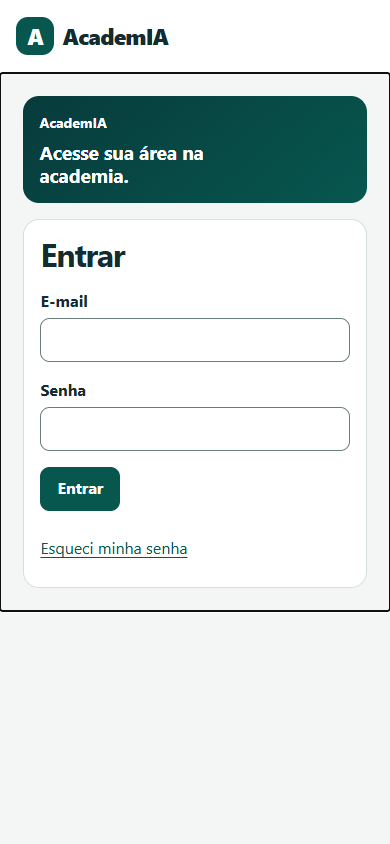 A AcademIA
AcademIA
Acesse sua área na
academia.
Entrar
E-mail
Senha
Entrar
Esqueci minha senha